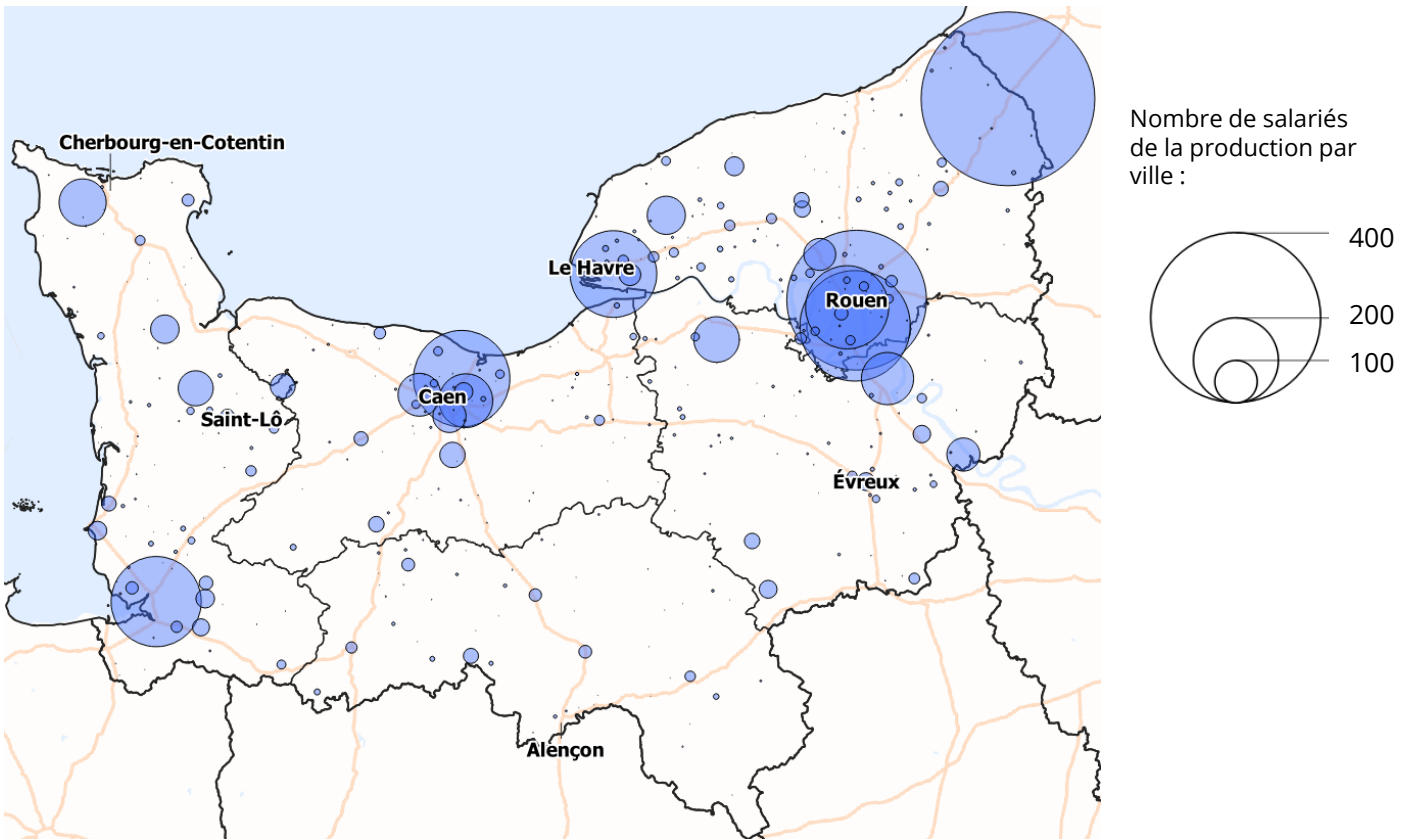 Cherbourg-en-Cotentin
Le Havre
Rouen
Caen
Saint-Lô
Évreux
Alençon
Nombre de salariés
de la production par
ville :
400
200
100